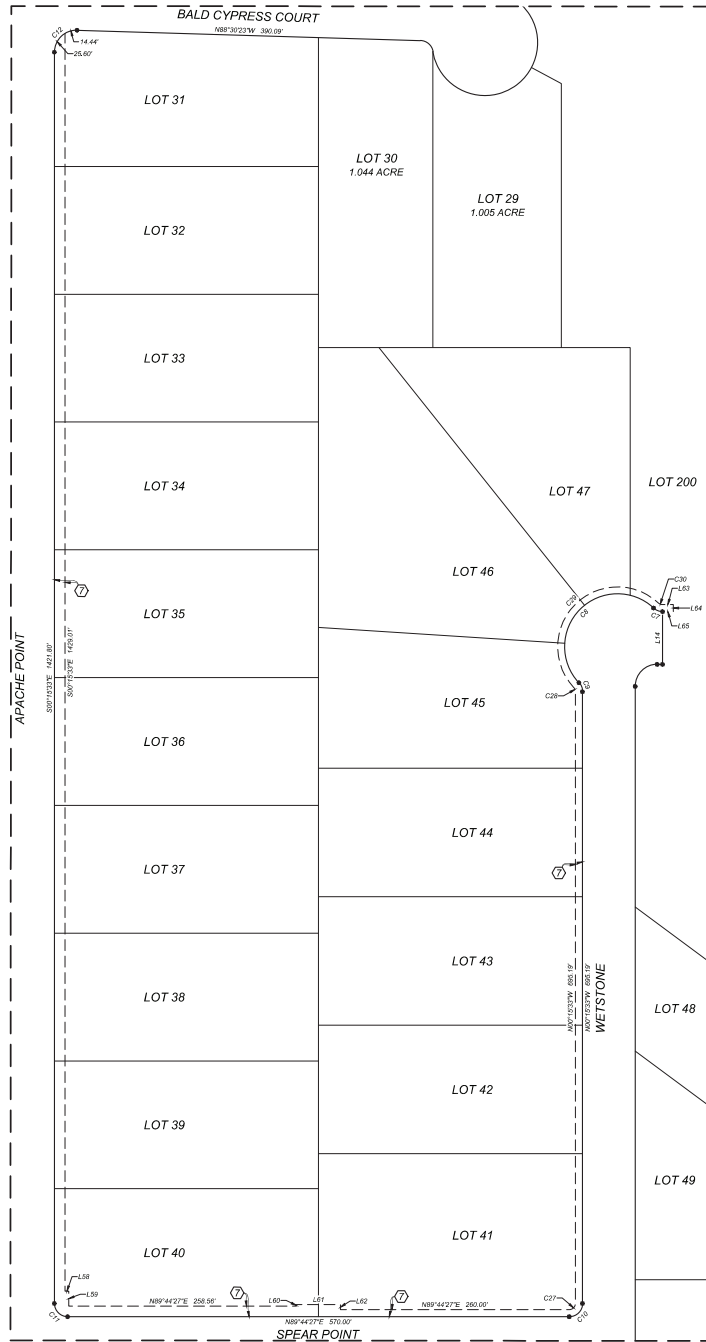 BALD CYPRESS COURT
N88°30'23"W 390.09'
C12
14.44'
25.60'
LOT 31
LOT 30
1.044 ACRE
LOT 29
1.005 ACRE
LOT 32
LOT 33
LOT 34
LOT 47
LOT 200
LOT 46
C30
L63
C29
C8
C7
L64
L65
L14
7
LOT 35
APACHE POINT
S00°15'33"E 1421.80'
S00°15'33"E 1429.01'
C9
C28
LOT 45
LOT 36
LOT 44
7
LOT 37
LOT 43
N00°15'33"W 695.19'
N00°15'33"W 695.19'
WETSTONE
LOT 38
LOT 48
LOT 42
LOT 39
LOT 49
LOT 41
LOT 40
L58
L59
N89°44'27"E 258.56'
7
L60
L61
L62
7
N89°44'27"E 260.00'
C27
C11
C10
N89°44'27"E 570.00'
SPEAR POINT